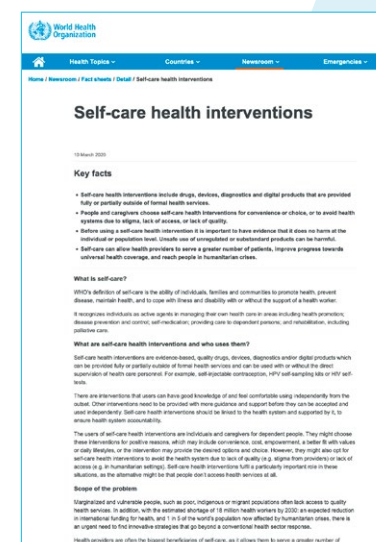 World Health
Organization
Health Topics
Countries
Newsroom
Emergencies
Home / Newsroom / Fact sheets / Detail / Self-care health interventions
Self-care health interventions
March 2020
Key facts
• Self-care health interventions include drugs, devices, diagnostics and digital products that are provided
fully or partially outside of formal health services.
• People and caregivers choose self-care health interventions for convenience or choice, or to avoid health
systems due to stigma, lack of access, or lack of quality.
• Before using a self-care health intervention it is important to have evidence that it does no harm at the
individual or population level. Unsafe use of unregulated or substandard products can be harmful.
• Self-care can allow health providers to serve a greater number of patients, improve progress towards
universal health coverage, and reach people in humanitarian crises.
What is self-care?
WHO's definition of self-care is the ability of individuals, families and communities to promote health, prevent
disease, maintain health, and to cope with illness and disability with or without the support of a health worker.
It recognizes individuals as active agents in managing their own health care in areas including health promotion;
disease prevention and control; self-medication; providing care to dependent persons; and rehabilitation, including
palliative care.
What are self-care health interventions and who uses them?
Self-care health interventions are evidence-based, quality drugs, devices, diagnostics and/or digital products which
can be provided fully or partially outside of formal health services and can be used with or without the direct
supervision of health care personnel. For example, self-injectable contraception, HPV self-sampling kits or HIV self-
tests.
There are interventions that users can have good knowledge of and feel comfortable using independently from the
outset. Other interventions need to be provided with more guidance and support before they can be accepted and
used independently. Self-care health interventions should be linked to the health system and supported by it, to
ensure health system accountability.
The users of self-care health interventions are individuals and caregivers for dependent people. They might choose
these interventions for positive reasons, which may include convenience, cost, empowerment, a better fit with values
or daily lifestyles, or the intervention may provide the desired options and choice. However, they might also opt for
self-care health interventions to avoid the health system due to lack of quality (e.g. stigma from providers) or lack of
access (e.g. in humanitarian settings). Self-care health interventions fulfil a particularly important role in these
situations, as the alternative might be that people don't access health services at all.
Scope of the problem
Marginalized and vulnerable people, such as poor, indigenous or migrant populations often lack access to quality
health services. In addition, with the estimated shortage of 18 million health workers by 2030; an expected reduction
in international funding for health, and 1 in 5 of the world's population now affected by humanitarian crises, there is
an urgent need to find innovative strategies that go beyond a conventional health sector response.
Health providers are often the biggest beneficiaries of self-care, as it allows them to serve a greater number of